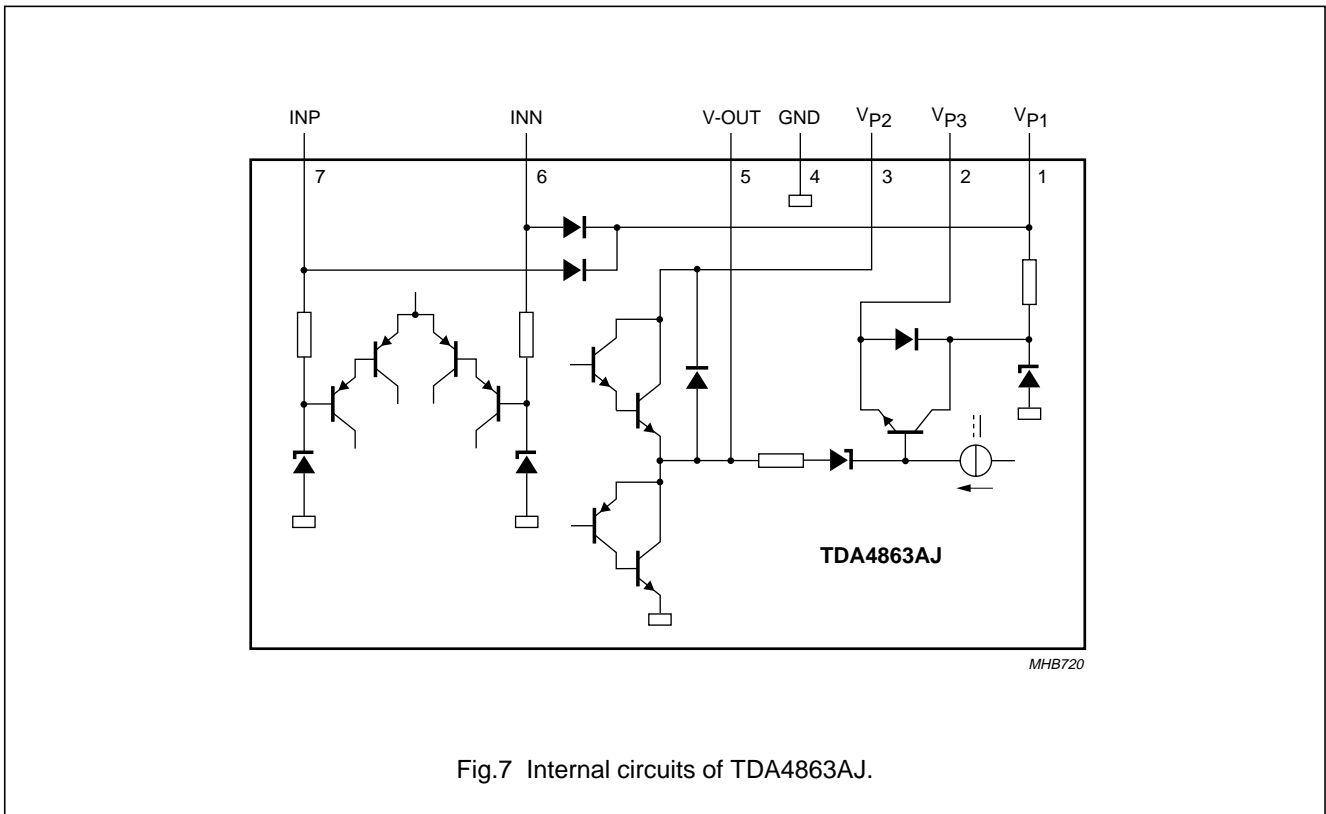 INP INN V-OUT GND VP2 VP3 VP1
7 6 5 4 3 2 1
TDA4863AJ
MHB720
Fig.7 Internal circuits of TDA4863AJ.